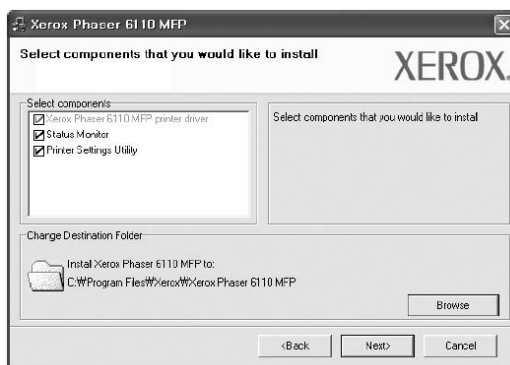 Xerox Phaser 6110 MFP
Select components that you would like to install
XEROX.
Select components
Xerox Phaser 6110 MFP printer driver
Status Monitor
Printer Settings Utility
Select components that you would like to install
Change Destination Folder
Install Xerox Phaser 6110 MFP to:
C:₩Program Files₩Xerox₩Xerox Phaser 6110 MFP
Browse
<Back
Next>
Cancel